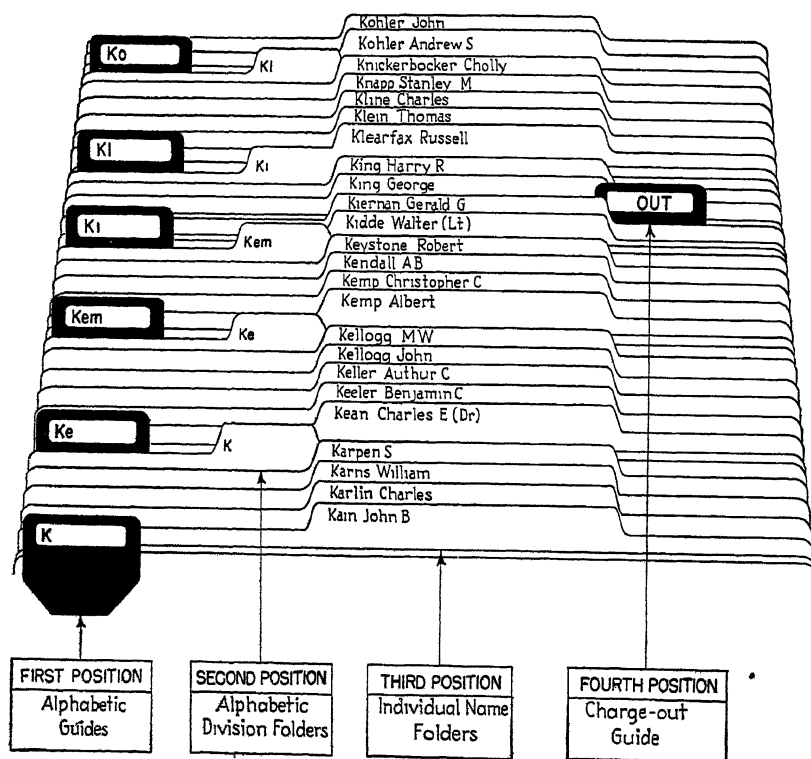 Kohler John
Ko
Kl
Kohler Andrew S
Knickerbocker Cholly
Knapp Stanley M
Kline Charles
Klein Thomas
Kl
Ki
Klearfax Russell
King Harry R
King George
OUT
Kiernan Gerald G
Ki
Kem
Kidde Walter (Lt)
Keystone Robert
Kendall A B
Kemp Christopher C
Kem
Ke
Kemp Albert
Kellogg M W
Kellogg John
Keller Authur C
Keeler Benjamin C
Ke
K
Kean Charles E (Dr)
Karpen S
Karns William
Karlin Charles
Kain John B
K
FIRST POSITION
Alphabetic
Guides
SECOND POSITION
Alphabetic
Division Folders
THIRD POSITION
Individual Name
Folders
FOURTH POSITION
Charge-out
Guide